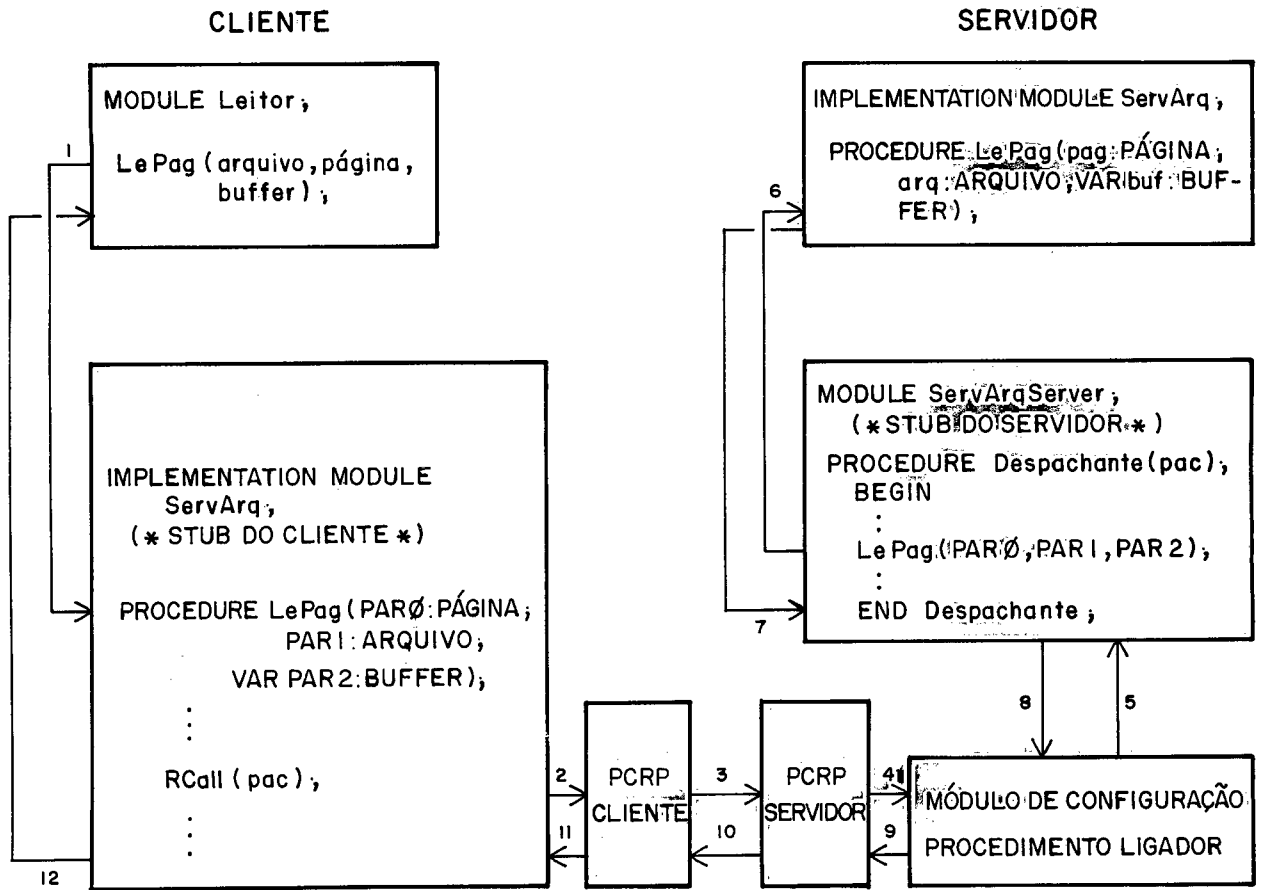 CLIENTE
SERVIDOR
MODULE Leitor;
LePag (arquivo, página,
buffer);
1
12
IMPLEMENTATION MODULE ServArq;
PROCEDURE LePag (pag: PÁGINA;
arq: ARQUIVO; VAR buf: BUF-
FER);
6
7
IMPLEMENTATION MODULE
ServArq;
(* STUB DO CLIENTE *)
PROCEDURE LePag (PARØ: PÁGINA;
PAR1: ARQUIVO;
VAR PAR2: BUFFER);
RCall (pac);
MODULE ServArqServer;
(* STUB DO SERVIDOR *)
PROCEDURE Despachante (pac);
BEGIN
LePag (PARØ, PAR1, PAR2);
END Despachante;
8
5
2
11
PCRP
CLIENTE
3
10
PCRP
SERVIDOR
4
9
MÓDULO DE CONFIGURAÇÃO
PROCEDIMENTO LIGADOR